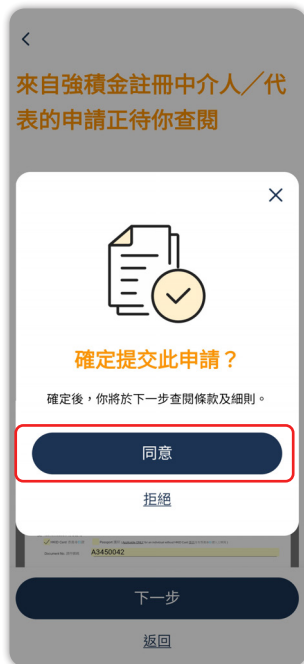 來自強積金註冊中介人／代
表的申請正待你查閱
確定提交此申請？
確定後，你將於下一步查閱條款及細則。
同意
拒絕
A3450042
下一步
返回